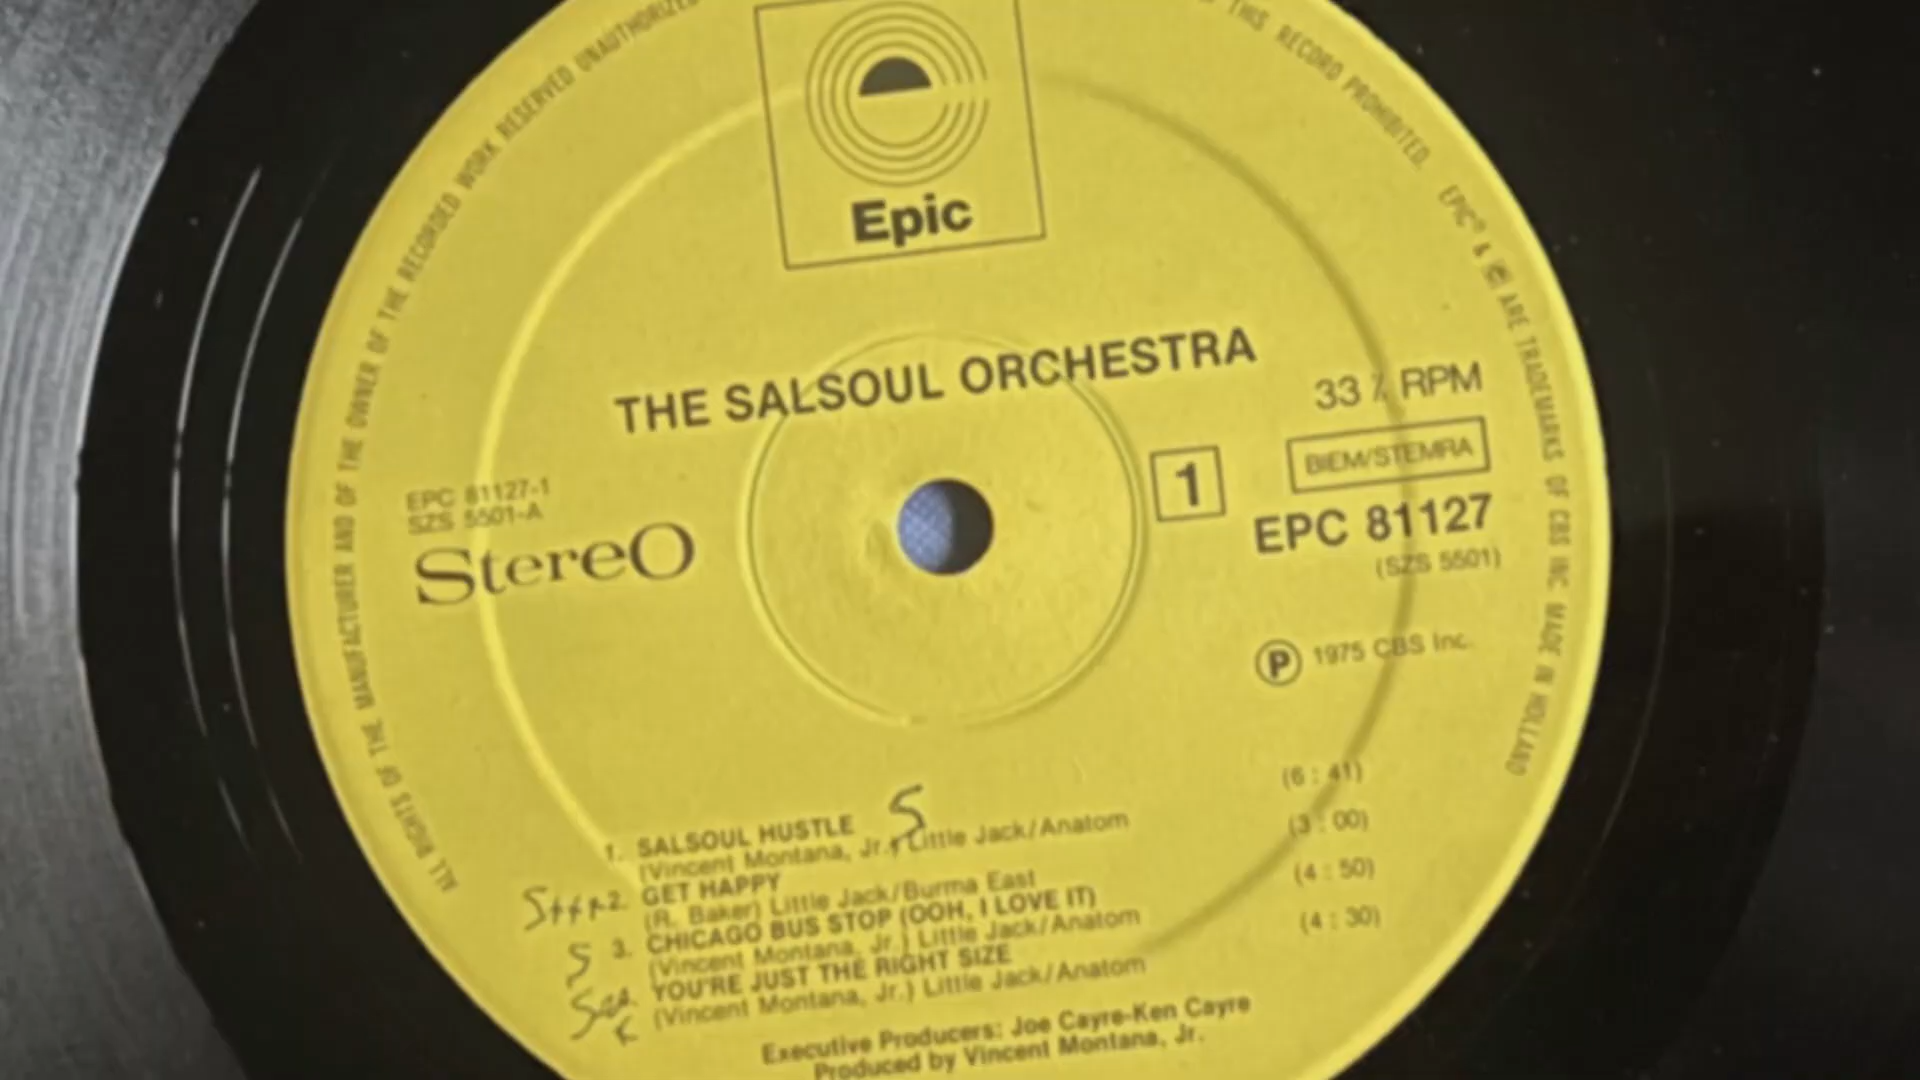 ALL RIGHTS OF THE MANUFACTURER AND OF THE OWNER OF THE RECORDED WORK RESERVED UNAUTHORIZED
THIS RECORD PROHIBITED. EPIC® & ARE TRADEMARKS OF CBS INC MADE IN HOLLAND
Epic
THE SALSOUL ORCHESTRA
33⅓ RPM
BIEM/STEMRA
1
EPC 81127
(SZS 5501)
EPC 81127-1
SZS 5501-A
Stereo
Ⓟ 1975 CBS Inc.
1. SALSOUL HUSTLE S (6 : 41)
(Vincent Montana, Jr.) Little Jack/Anatom
2. GET HAPPY (3 : 00)
(R. Baker) Little Jack/Burma East
S 3. CHICAGO BUS STOP (OOH, I LOVE IT) (4 : 50)
(Vincent Montana, Jr.) Little Jack/Anatom
YOU'RE JUST THE RIGHT SIZE (4 : 30)
(Vincent Montana, Jr.) Little Jack/Anatom
Executive Producers: Joe Cayre-Ken Cayre
Produced by Vincent Montana, Jr.